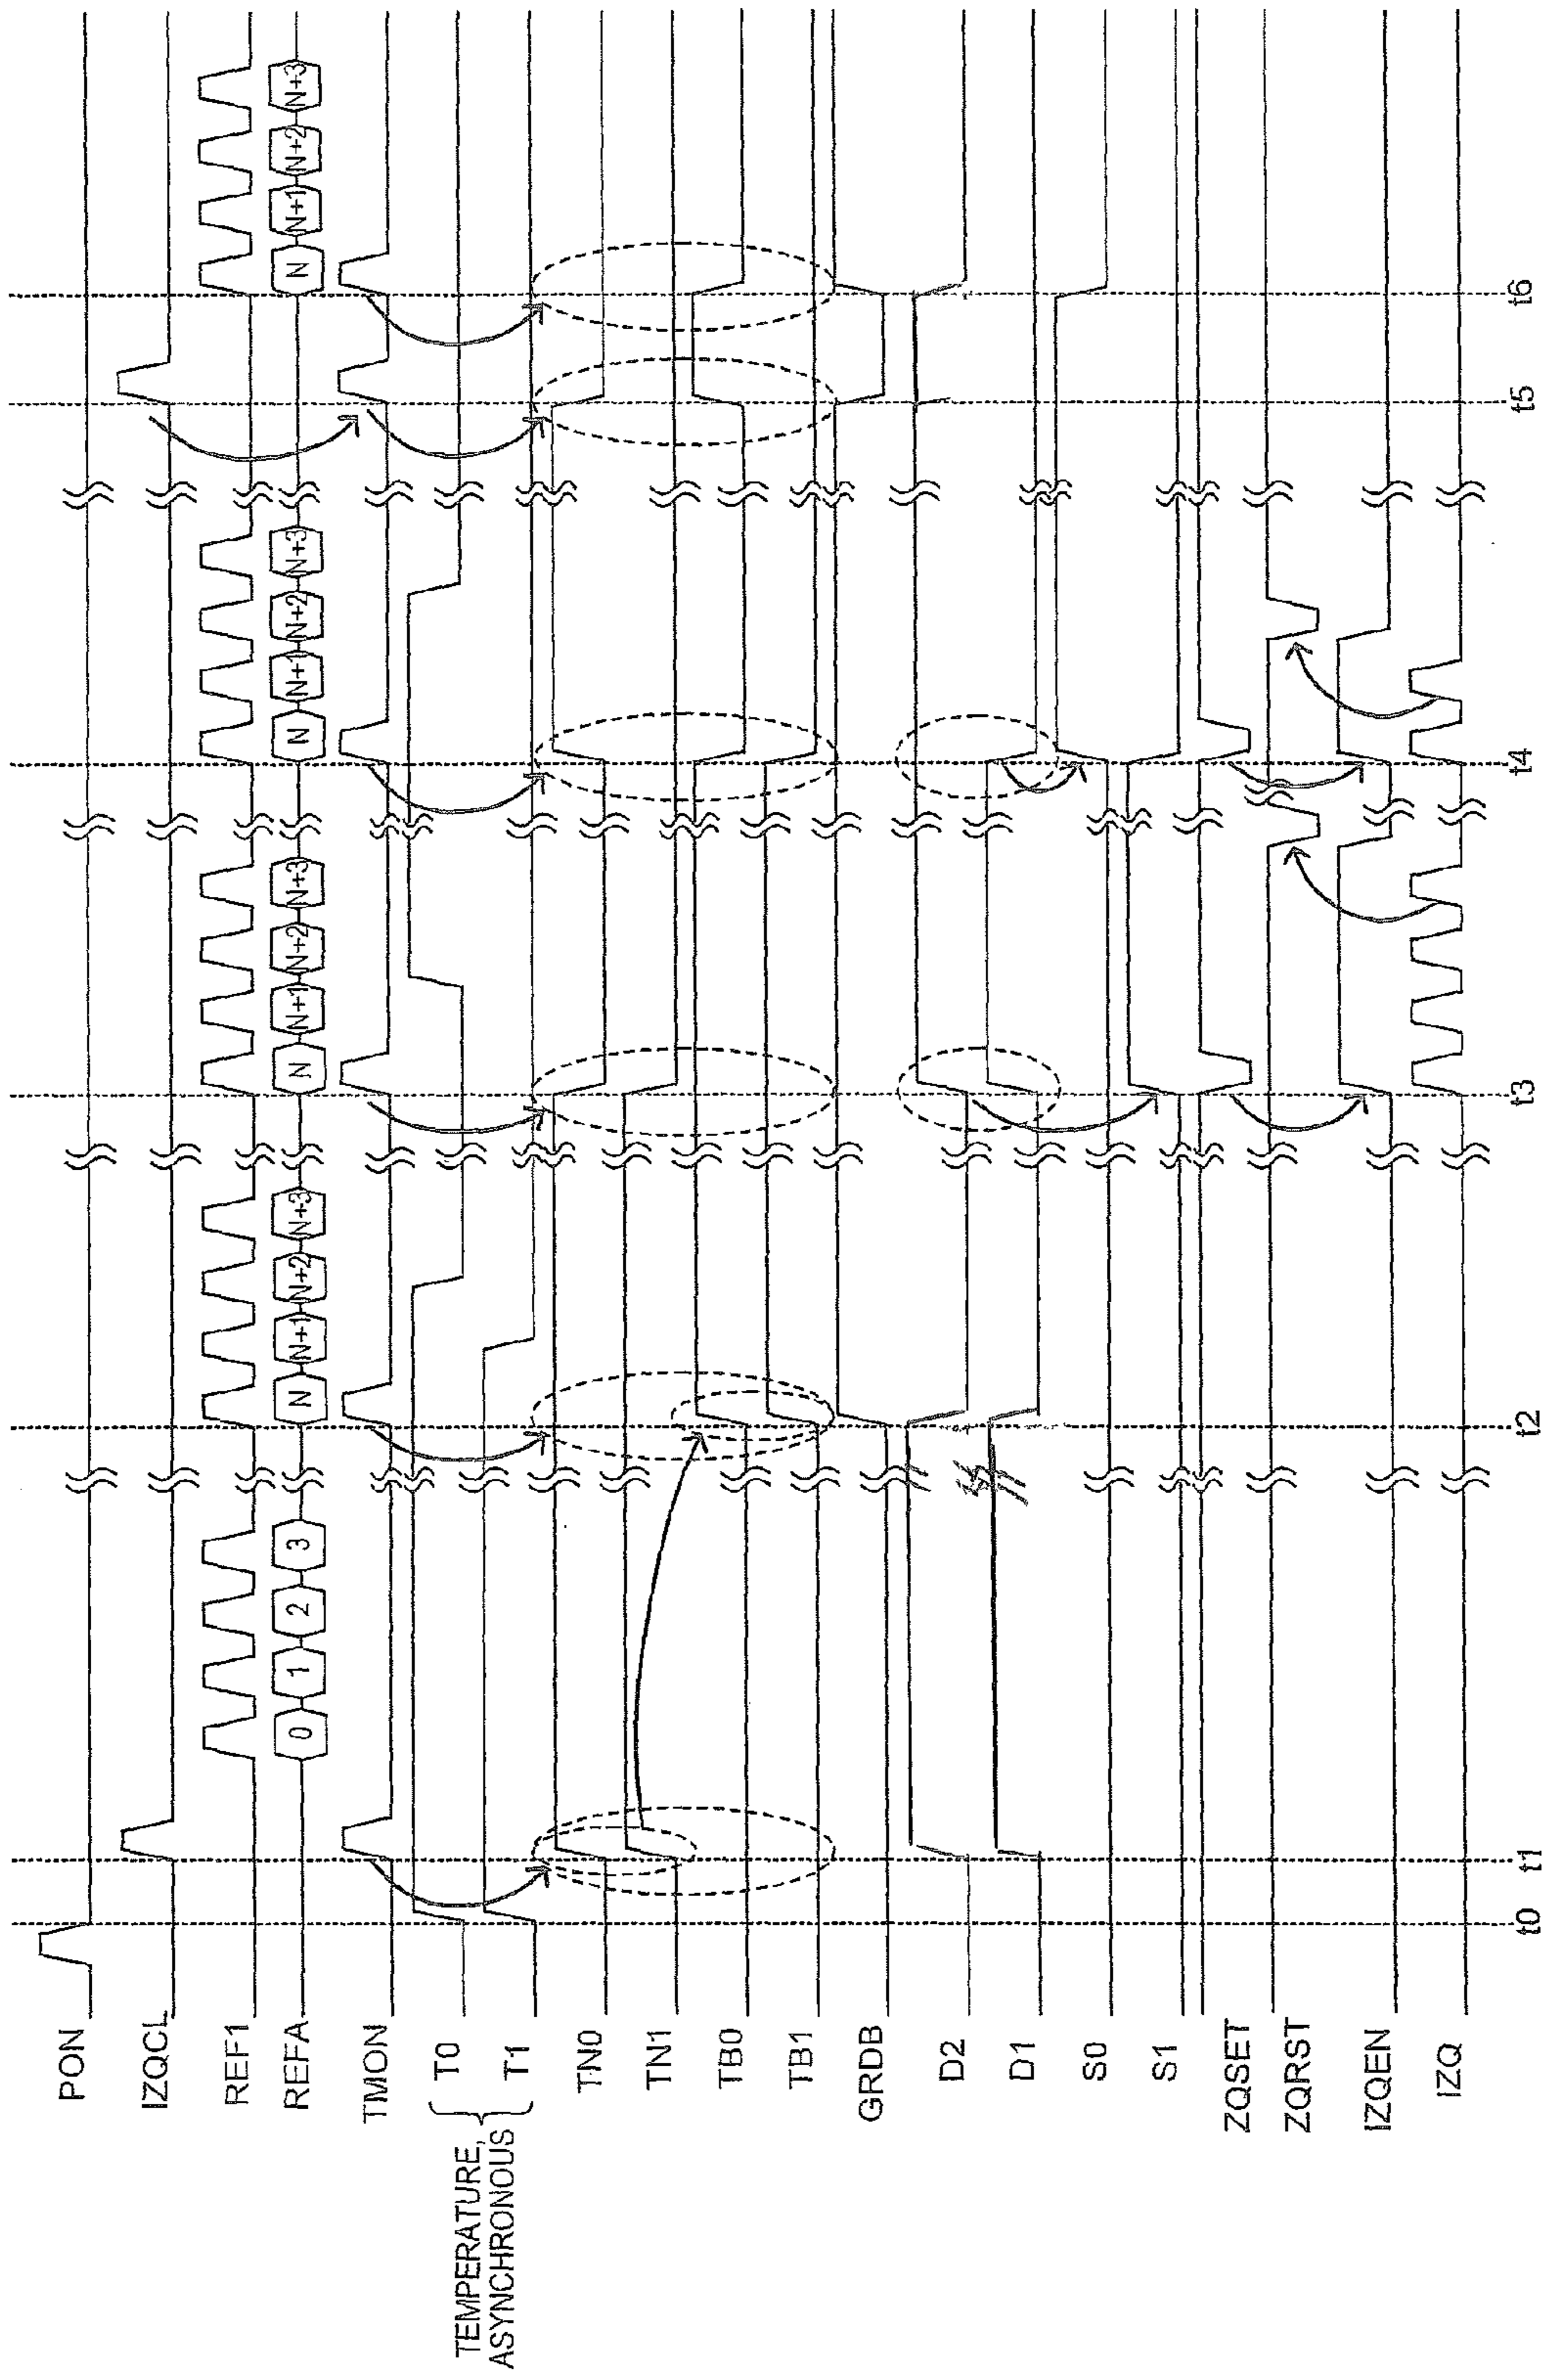 PON
IZQCL
REF1
REFA
0 1 2 3 N N+1 N+2 N+3 N N+1 N+2 N+3 N N+1 N+2 N+3 N N+1 N+2 N+3
TMON
TEMPERATURE,
ASYNCHRONOUS
T0
T1
TN0
TN1
TB0
TB1
GRDB
D2
D1
S0
S1
ZQSET
ZQRST
IZQEN
IZQ
t0 t1 t2 t3 t4 t5 t6